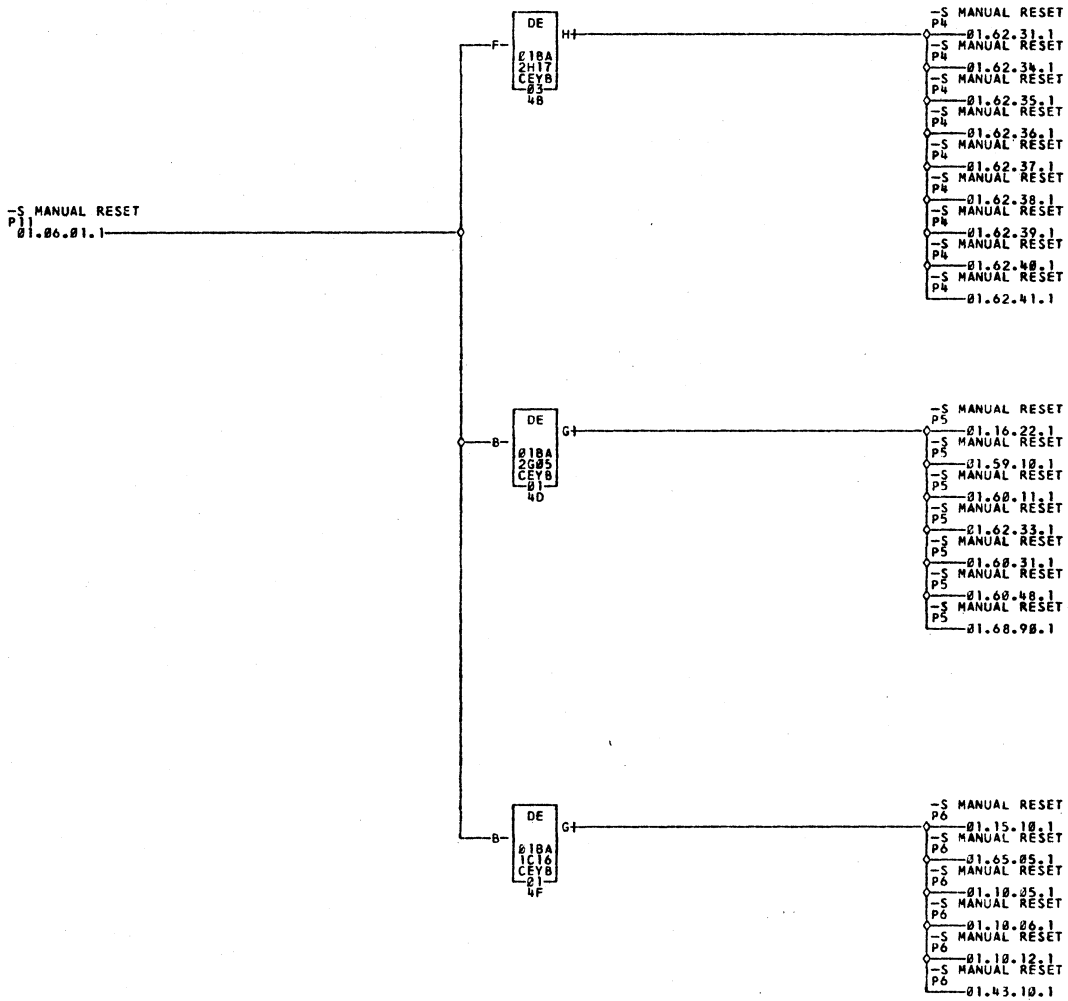 -S MANUAL RESET
P11
01.06.01.1
F
DE
01BA
2H17
CEYB
03
4B
H
-S MANUAL RESET
P4
01.62.31.1
-S MANUAL RESET
P4
01.62.34.1
-S MANUAL RESET
P4
01.62.35.1
-S MANUAL RESET
P4
01.62.36.1
-S MANUAL RESET
P4
01.62.37.1
-S MANUAL RESET
P4
01.62.38.1
-S MANUAL RESET
P4
01.62.39.1
-S MANUAL RESET
P4
01.62.40.1
-S MANUAL RESET
P4
01.62.41.1
B
DE
01BA
2G05
CEYB
01
4D
G
-S MANUAL RESET
P5
01.16.22.1
-S MANUAL RESET
P5
01.59.10.1
-S MANUAL RESET
P5
01.60.11.1
-S MANUAL RESET
P5
01.62.33.1
-S MANUAL RESET
P5
01.60.31.1
-S MANUAL RESET
P5
01.60.48.1
-S MANUAL RESET
P5
01.68.90.1
B
DE
01BA
1C16
CEYB
01
4F
G
-S MANUAL RESET
P6
01.15.10.1
-S MANUAL RESET
P6
01.65.05.1
-S MANUAL RESET
P6
01.10.05.1
-S MANUAL RESET
P6
01.10.06.1
-S MANUAL RESET
P6
01.10.12.1
-S MANUAL RESET
P6
01.43.10.1